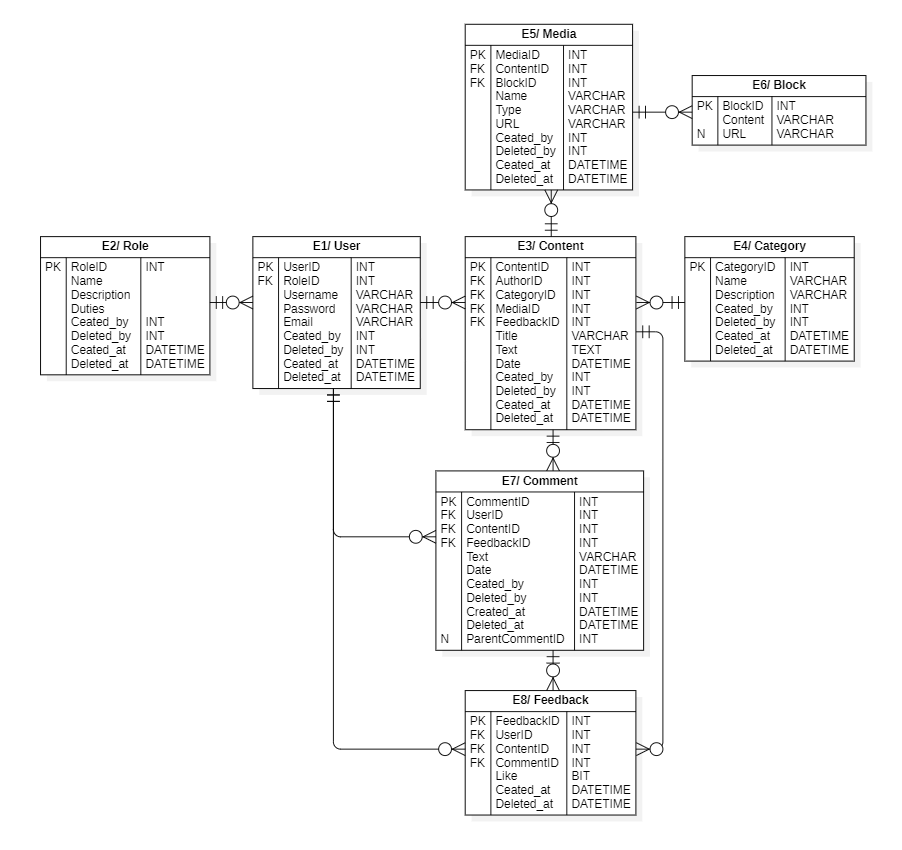 E5/ Media
PK MediaID INT
FK ContentID INT
FK BlockID INT
Name VARCHAR
Type VARCHAR
URL VARCHAR
Ceated_by INT
Deleted_by INT
Ceated_at DATETIME
Deleted_at DATETIME
E6/ Block
PK BlockID INT
Content VARCHAR
N URL VARCHAR
E2/ Role
PK RoleID INT
Name
Description
Duties
Ceated_by INT
Deleted_by INT
Ceated_at DATETIME
Deleted_at DATETIME
E1/ User
PK UserID INT
FK RoleID INT
Username VARCHAR
Password VARCHAR
Email VARCHAR
Ceated_by INT
Deleted_by INT
Ceated_at DATETIME
Deleted_at DATETIME
E3/ Content
PK ContentID INT
FK AuthorID INT
FK CategoryID INT
FK MediaID INT
FK FeedbackID INT
Title VARCHAR
Text TEXT
Date DATETIME
Ceated_by INT
Deleted_by INT
Ceated_at DATETIME
Deleted_at DATETIME
E4/ Category
PK CategoryID INT
Name VARCHAR
Description VARCHAR
Ceated_by INT
Deleted_by INT
Ceated_at DATETIME
Deleted_at DATETIME
E7/ Comment
PK CommentID INT
FK UserID INT
FK ContentID INT
FK FeedbackID INT
Text VARCHAR
Date DATETIME
Ceated_by INT
Deleted_by INT
Created_at DATETIME
Deleted_at DATETIME
N ParentCommentID INT
E8/ Feedback
PK FeedbackID INT
FK UserID INT
FK ContentID INT
FK CommentID INT
Like BIT
Ceated_at DATETIME
Deleted_at DATETIME